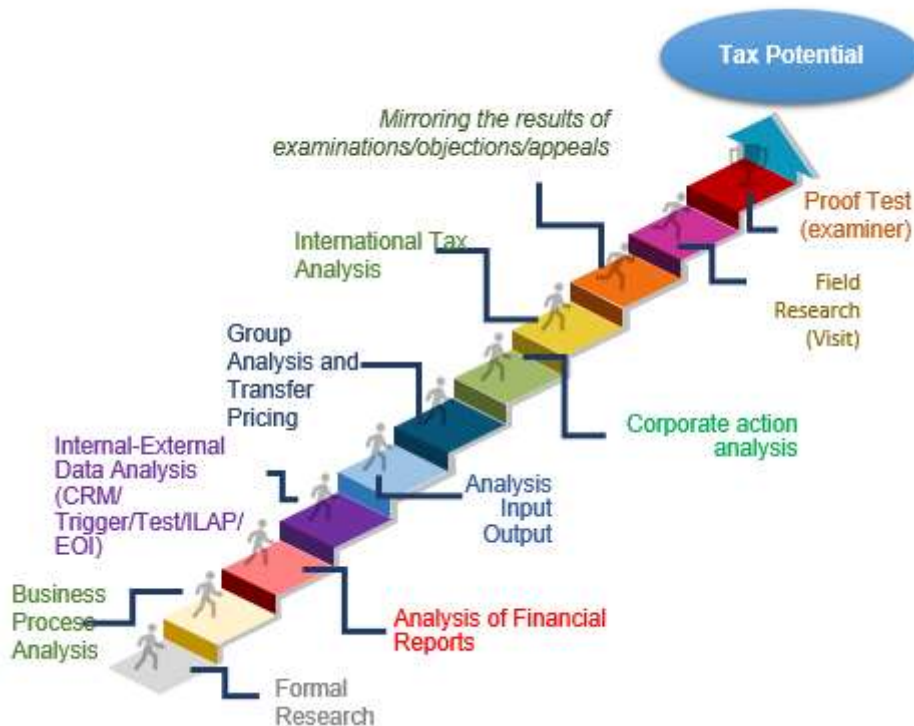 Tax Potential
Mirroring the results of
examinations/objections/appeals
Proof Test
(examiner)
International Tax
Analysis
Field
Research
(Visit)
Group
Analysis and
Transfer
Pricing
Corporate action
analysis
Internal-External
Data Analysis
(CRM/
Trigger/Test/ILAP/
EOI)
Analysis
Input
Output
Business
Process
Analysis
Analysis of Financial
Reports
Formal
Research